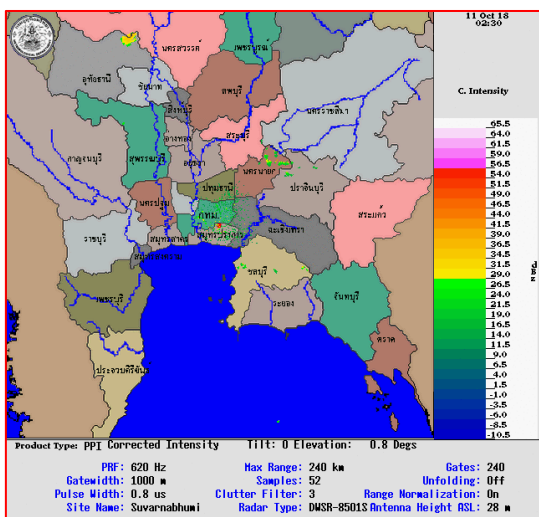 11 Oct 18
02:30
C. Intensity
เพชรบูรณ์
นครสวรรค์
อุทัยธานี
ชัยนาท
ลพบุรี
สิงห์บุรี
นครราชสีมา
สระบุรี
อ่างทอง
กาญจนบุรี
สุพรรณบุรี
อยุธยา
นครนายก
ปราจีนบุรี
ปทุมธานี
นครปฐม
กทม.
สระแก้ว
ฉะเชิงเทรา
ราชบุรี
สมุทรสาคร
สมุทรปราการ
สมุทรสงคราม
ชลบุรี
เพชรบุรี
ระยอง
จันทบุรี
ตราด
ประจวบคีรีขันธ์
65.5
64.0
61.5
59.0
56.5
54.0
51.5
49.0
46.5
44.0
41.5
39.0
36.5
34.0
31.5
29.0
26.5
24.0
21.5
19.0
16.5
14.0
11.5
9.0
6.5
4.0
1.5
-1.0
-3.5
-6.0
-8.5
-10.5
Product Type: PPI Corrected Intensity Tilt: 0 Elevation: 0.8 Degs
PRF: 620 Hz Max Range: 240 km Gates: 240
Gatewidth: 1000 m Samples: 52 Unfolding: Off
Pulse Width: 0.8 us Clutter Filter: 3 Range Normalization: On
Site Name: Suvarnabhumi Radar Type: DWSR-8501S Antenna Height ASL: 28 m